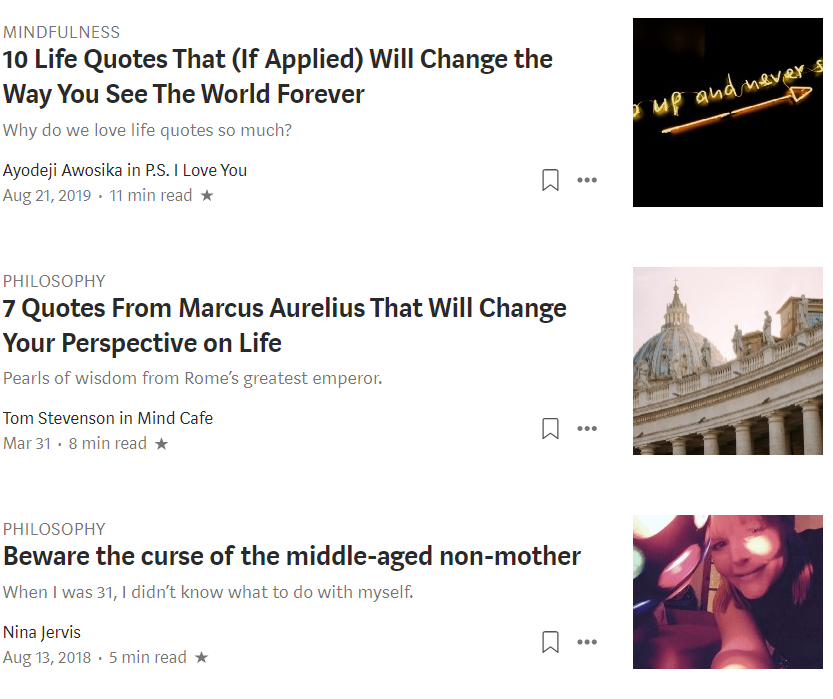 MINDFULNESS
10 Life Quotes That (If Applied) Will Change the
Way You See The World Forever
Why do we love life quotes so much?
Ayodeji Awosika in P.S. I Love You
Aug 21, 2019 · 11 min read ★
up and never s
PHILOSOPHY
7 Quotes From Marcus Aurelius That Will Change
Your Perspective on Life
Pearls of wisdom from Rome’s greatest emperor.
Tom Stevenson in Mind Cafe
Mar 31 · 8 min read ★
PHILOSOPHY
Beware the curse of the middle-aged non-mother
When I was 31, I didn’t know what to do with myself.
Nina Jervis
Aug 13, 2018 · 5 min read ★